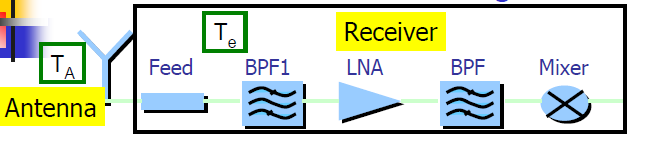 T_e
Receiver
T_A
Feed BPF1 LNA BPF Mixer
Antenna